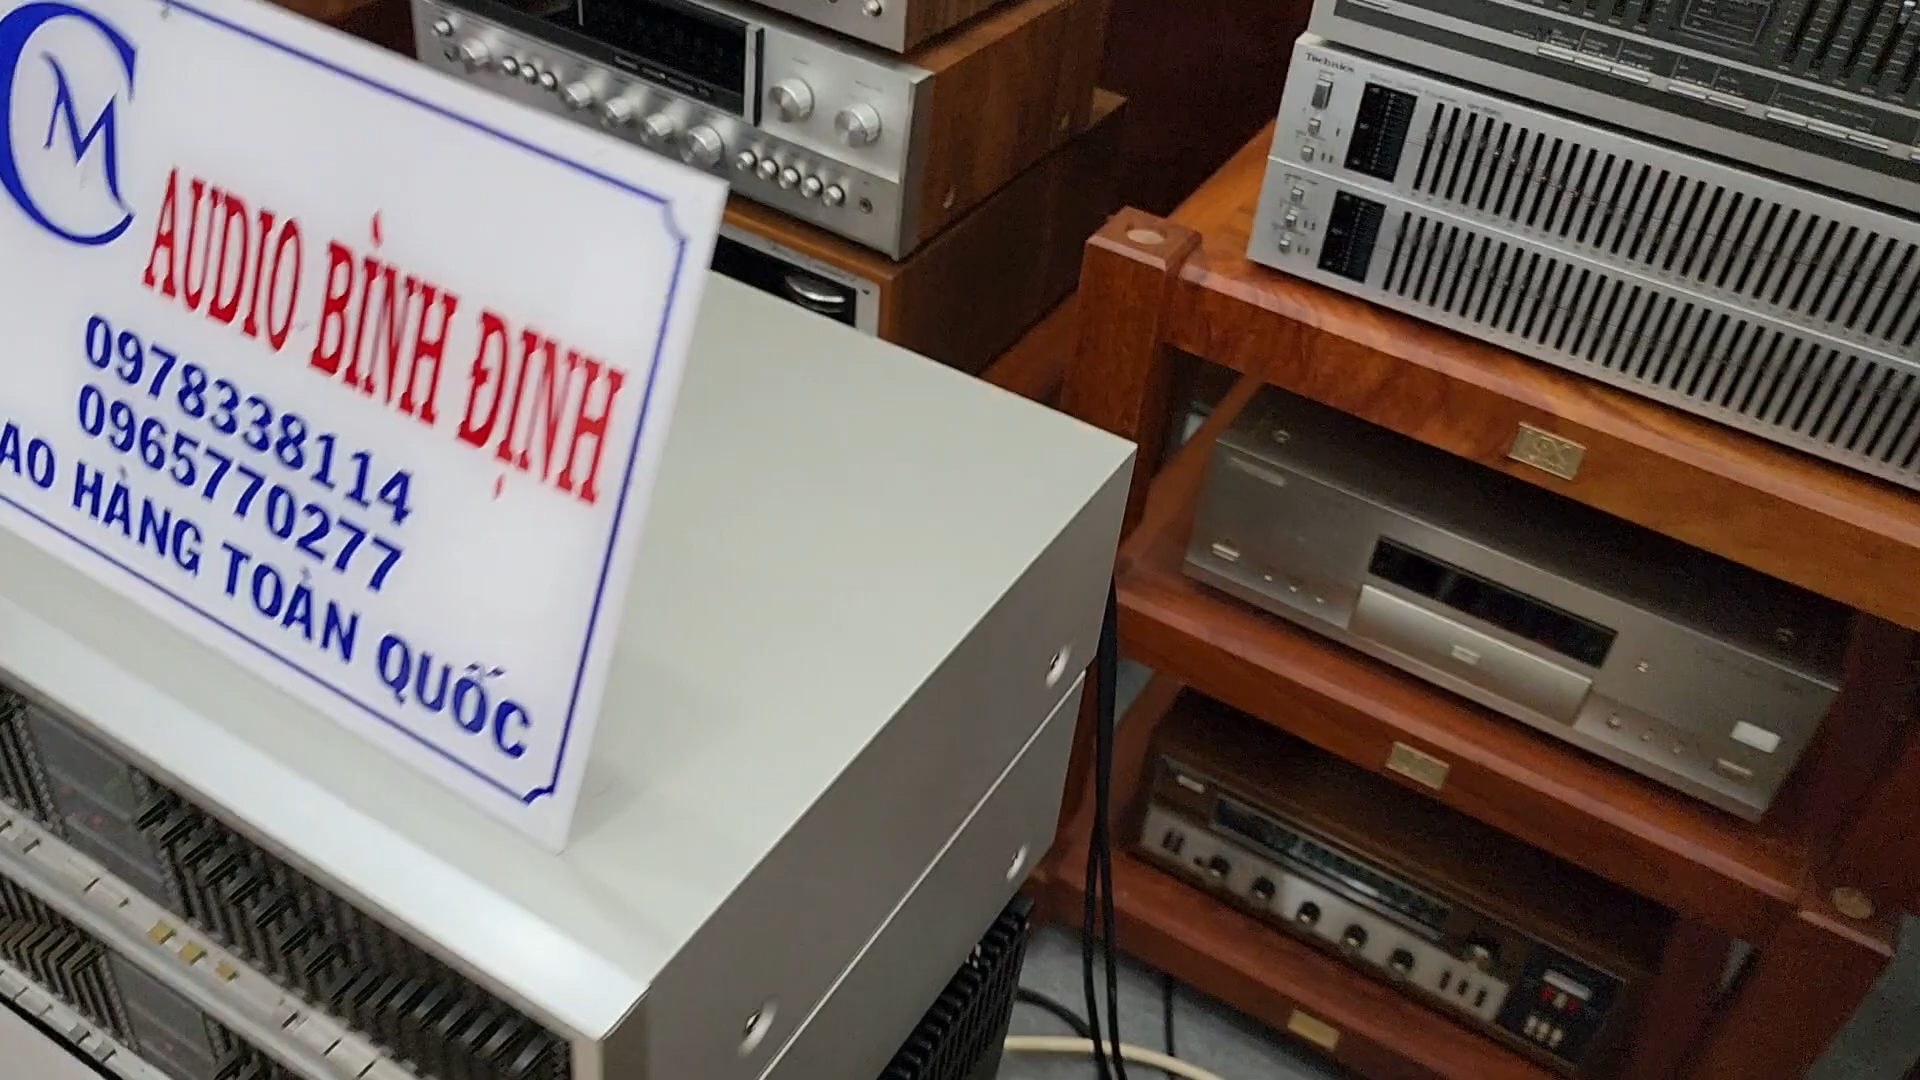 CM
AUDIO BÌNH ĐỊNH
0978338114
0965770277
AO HÀNG TOÀN QUỐC
Technics